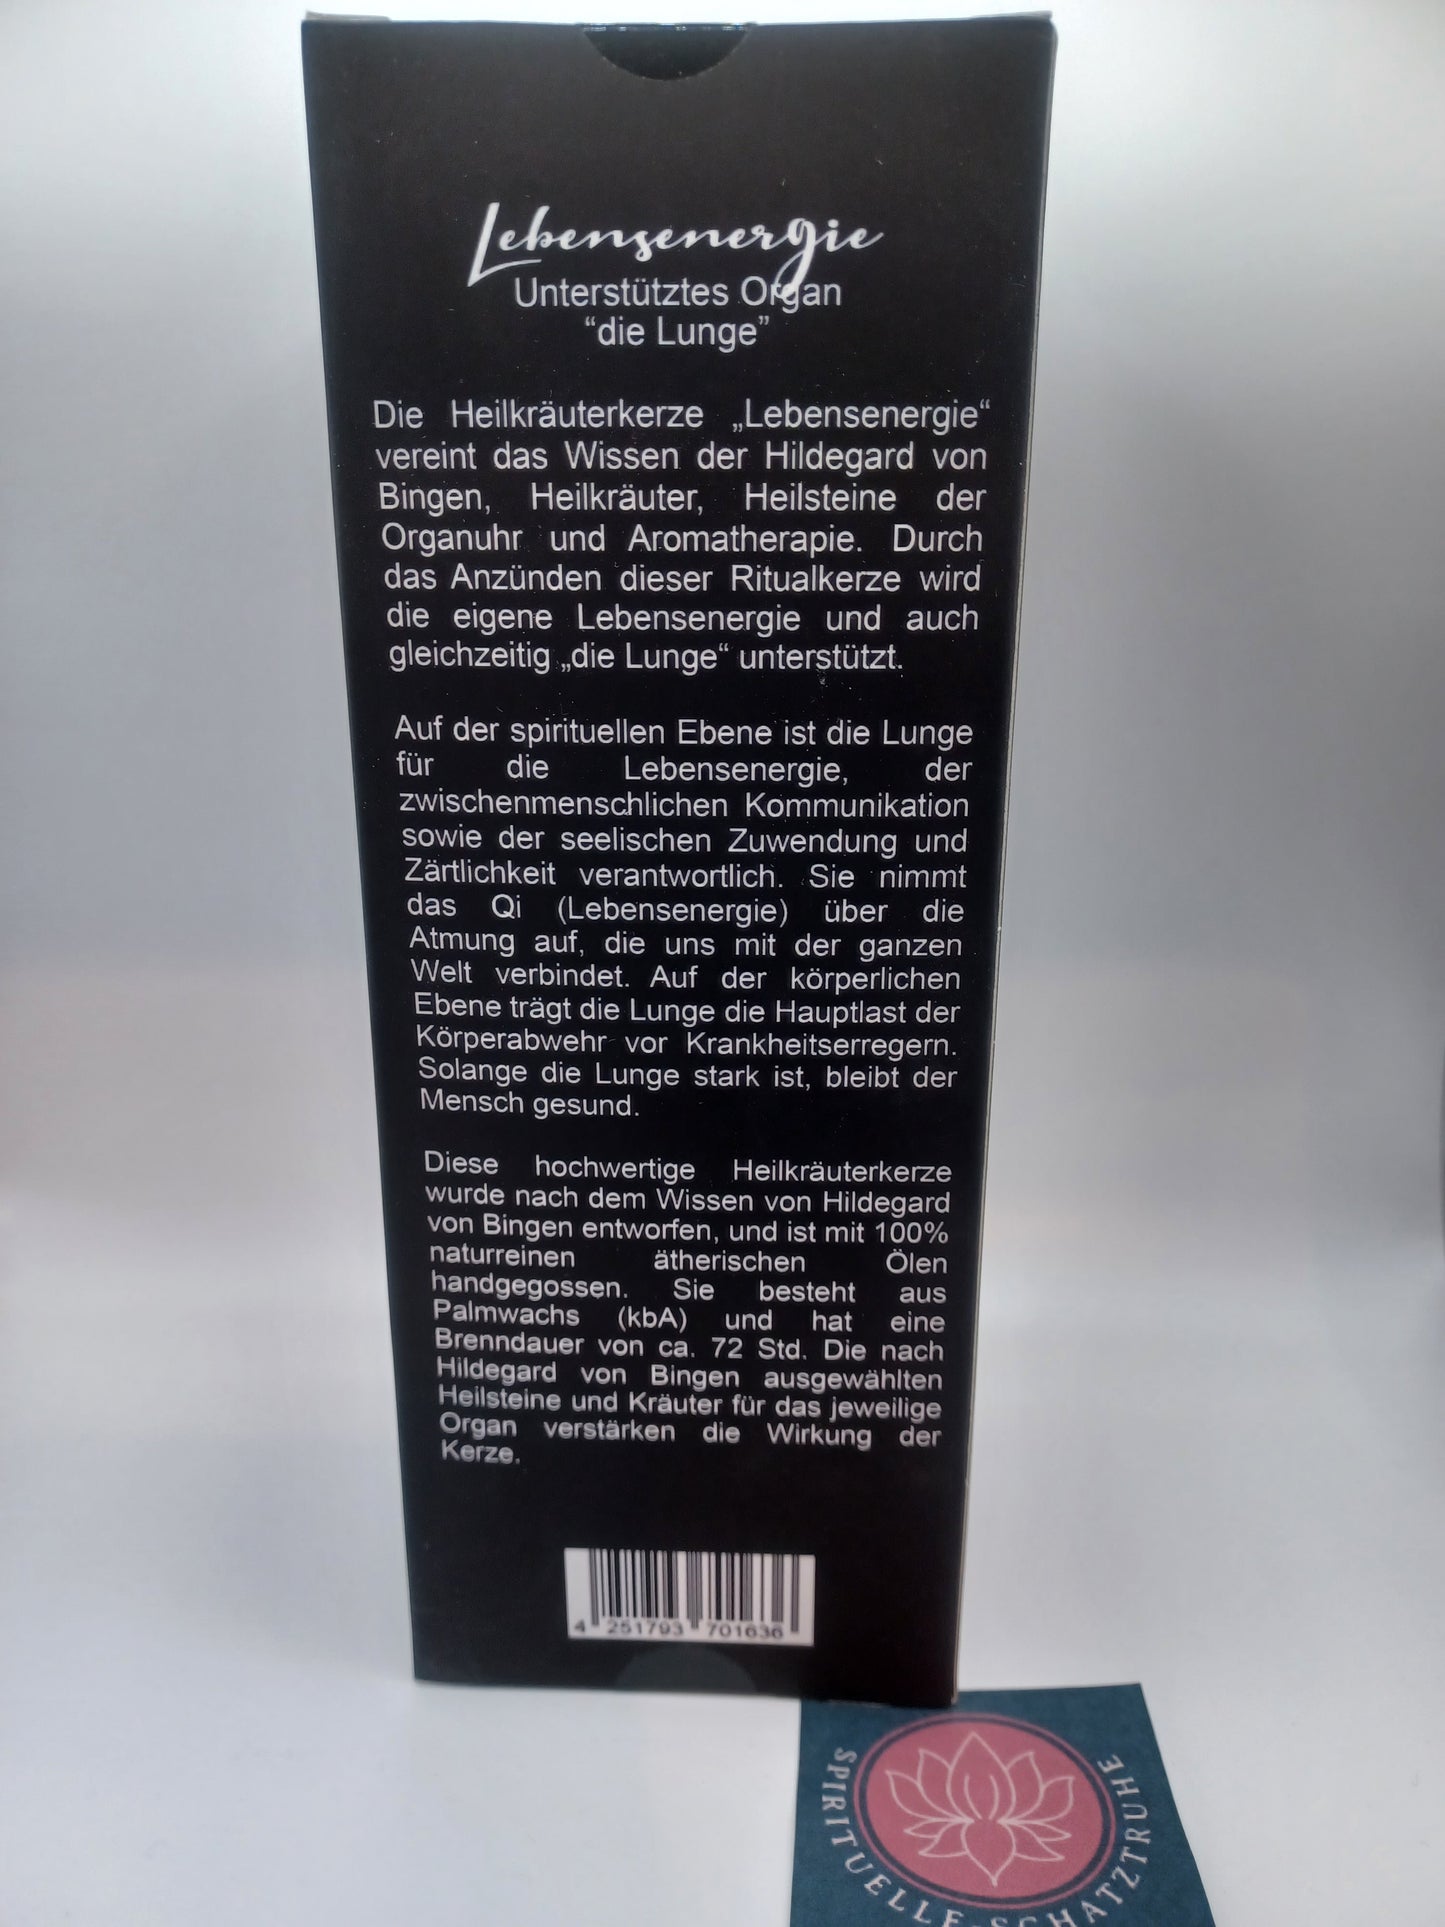 Lebensenergie
Unterstütztes Organ
“die Lunge”
Die Heilkräuterkerze „Lebensenergie“
vereint das Wissen der Hildegard von
Bingen, Heilkräuter, Heilsteine der
Organuhr und Aromatherapie. Durch
das Anzünden dieser Ritualkerze wird
die eigene Lebensenergie und auch
gleichzeitig „die Lunge“ unterstützt.
Auf der spirituellen Ebene ist die Lunge
für die Lebensenergie, der
zwischenmenschlichen Kommunikation
sowie der seelischen Zuwendung und
Zärtlichkeit verantwortlich. Sie nimmt
das Qi (Lebensenergie) über die
Atmung auf, die uns mit der ganzen
Welt verbindet. Auf der körperlichen
Ebene trägt die Lunge die Hauptlast der
Körperabwehr vor Krankheitserregern.
Solange die Lunge stark ist, bleibt der
Mensch gesund.
Diese hochwertige Heilkräuterkerze
wurde nach dem Wissen von Hildegard
von Bingen entworfen, und ist mit 100%
naturreinen ätherischen Ölen
handgegossen. Sie besteht aus
Palmwachs (kbA) und hat eine
Brenndauer von ca. 72 Std. Die nach
Hildegard von Bingen ausgewählten
Heilsteine und Kräuter für das jeweilige
Organ verstärken die Wirkung der
Kerze.
4 251793 701636
SPIRITUELLE-SCHATZTRUHE